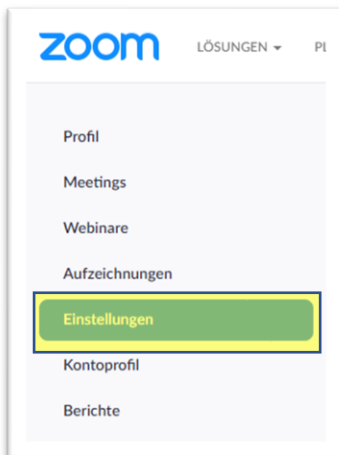 zoom LÖSUNGEN
Profil
Meetings
Webinare
Aufzeichnungen
Einstellungen
Kontoprofil
Berichte